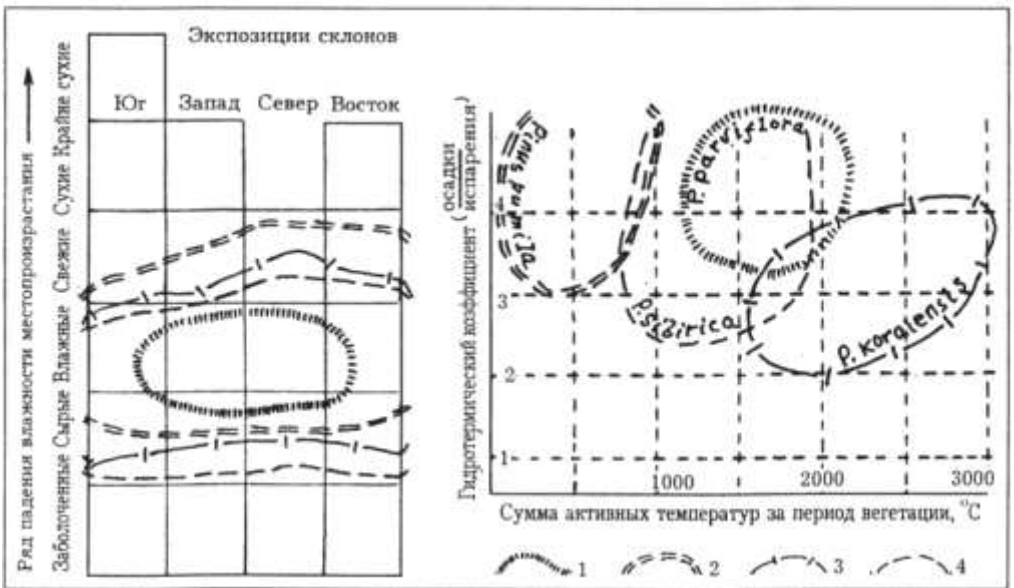 Экспозиции склонов
Юг
Запад
Север
Восток
Ряд падения влажности местопроизрастания
Заболоченные Сырые Влажные Свежие Сухие Крайне сухие
Гидротермический коэффициент (осадки
испарения)
3
2
1
1000
2000
3000
Pinus pumila
P. parviflora
P. sibirica
P. koraiensis
Сумма активных температур за период вегетации, °C
1
2
3
4